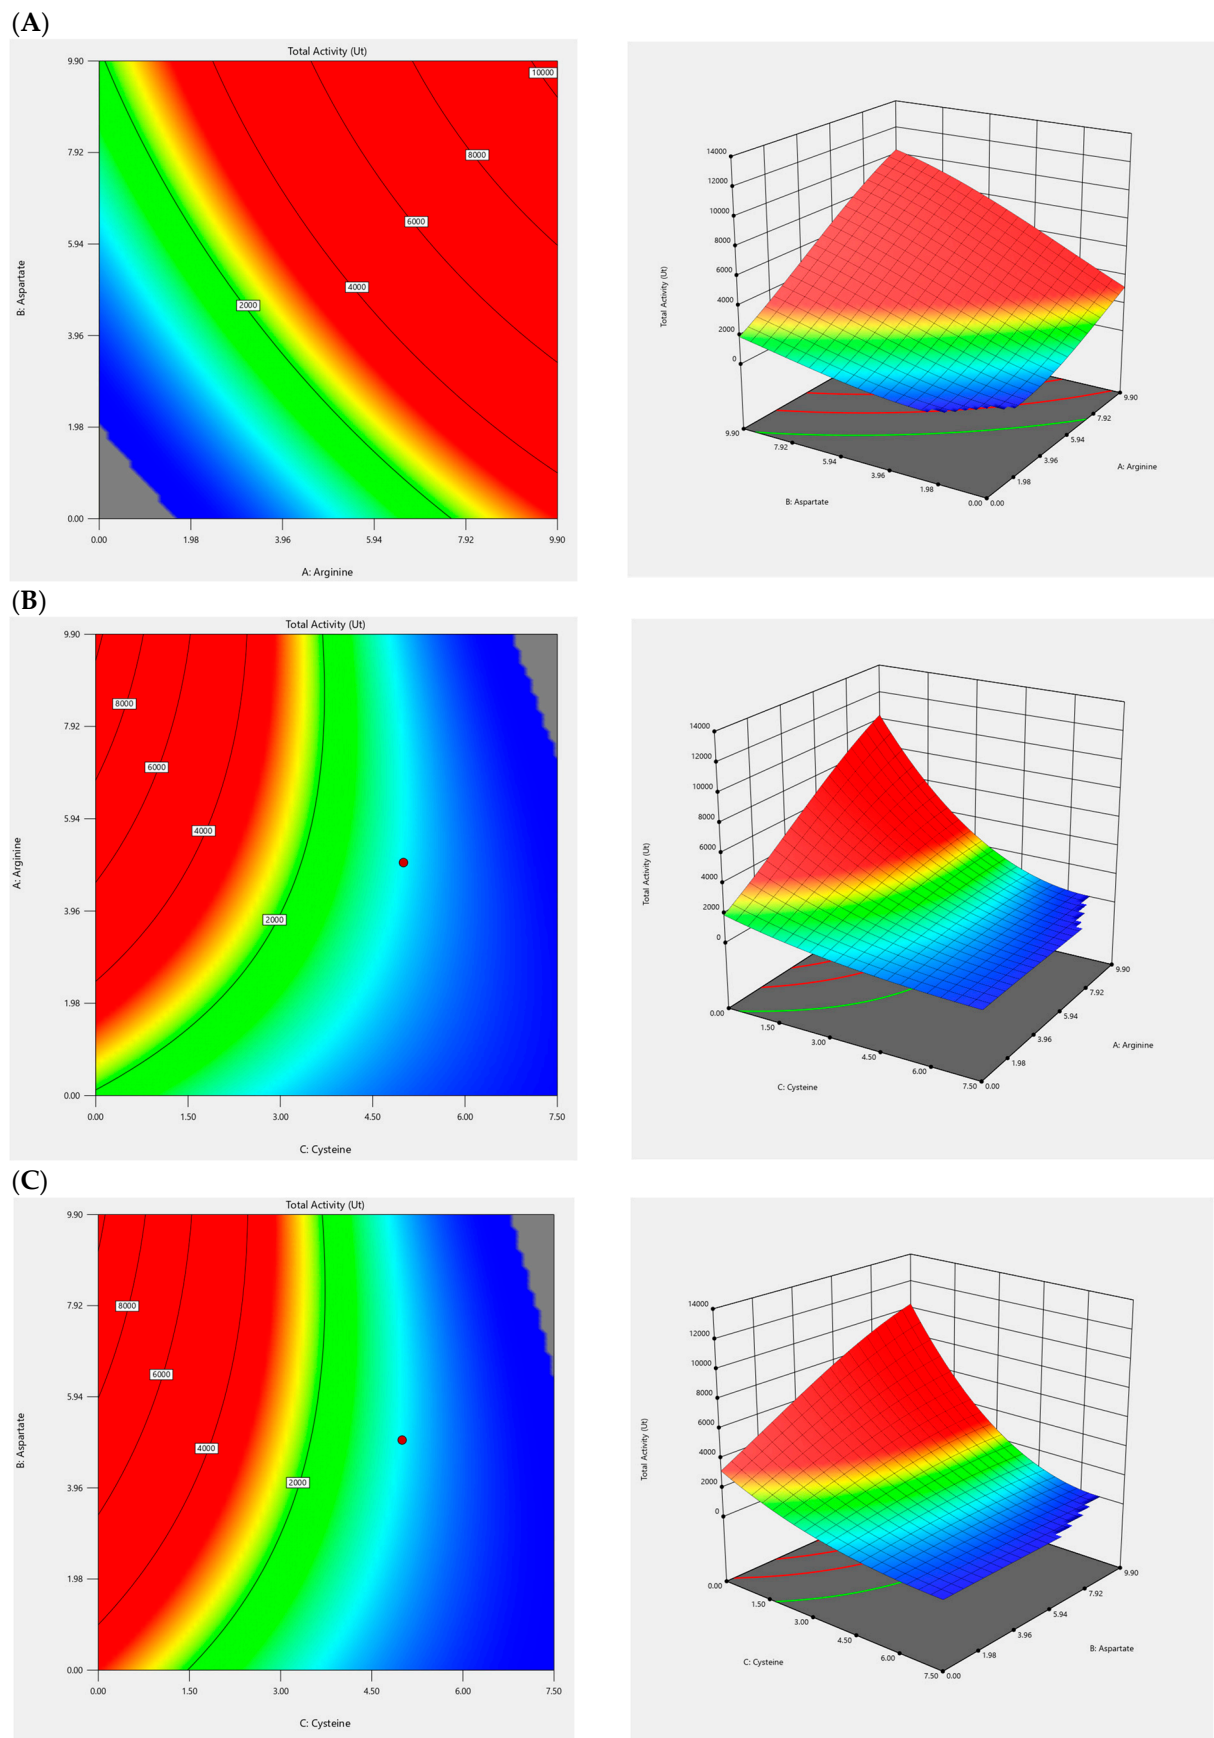 (A)
Total Activity (Ut)
9.90
7.92
5.94
3.96
1.98
0.00
B: Aspartate
10000
8000
6000
4000
2000
0.00 1.98 3.96 5.94 7.92 9.90
A: Arginine
14000
12000
10000
8000
6000
4000
2000
0
Total Activity (Ut)
9.90 7.92 5.94 3.96 1.98 0.00
B: Aspartate
0.00 1.98 3.96 5.94 7.92 9.90
A: Arginine
(B)
Total Activity (Ut)
9.90
7.92
5.94
3.96
1.98
0.00
A: Arginine
8000
6000
4000
2000
0.00 1.50 3.00 4.50 6.00 7.50
C: Cysteine
14000
12000
10000
8000
6000
4000
2000
0
Total Activity (Ut)
0.00 1.50 3.00 4.50 6.00 7.50
C: Cysteine
0.00 1.98 3.96 5.94 7.92 9.90
A: Arginine
(C)
Total Activity (Ut)
9.90
7.92
5.94
3.96
1.98
0.00
B: Aspartate
8000
6000
4000
2000
0.00 1.50 3.00 4.50 6.00 7.50
C: Cysteine
14000
12000
10000
8000
6000
4000
2000
0
Total Activity (Ut)
0.00 1.50 3.00 4.50 6.00 7.50
C: Cysteine
0.00 1.98 3.96 5.94 7.92 9.90
B: Aspartate